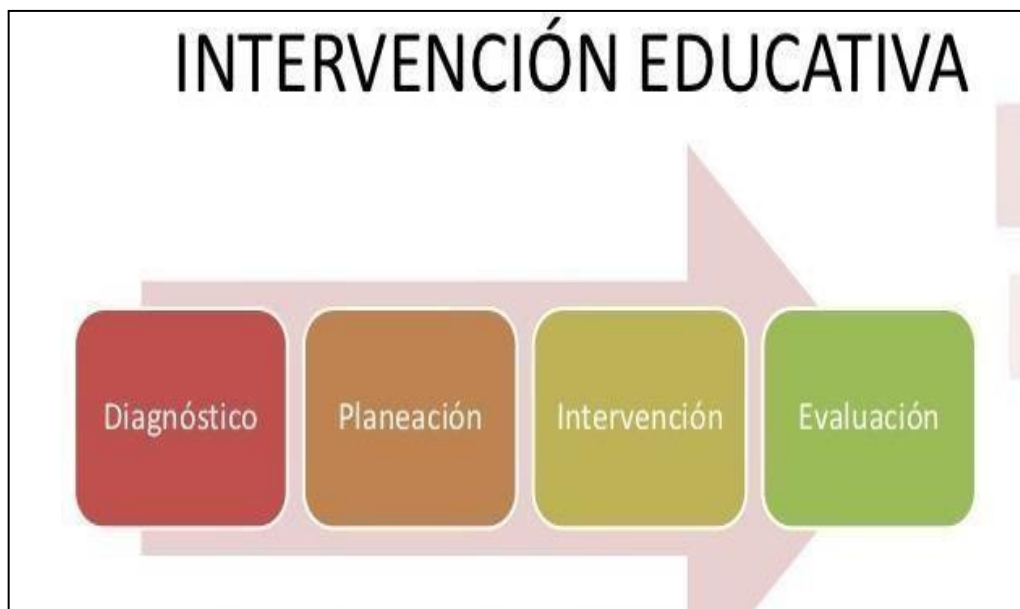 INTERVENCIÓN EDUCATIVA
Diagnóstico
Planeación
Intervención
Evaluación